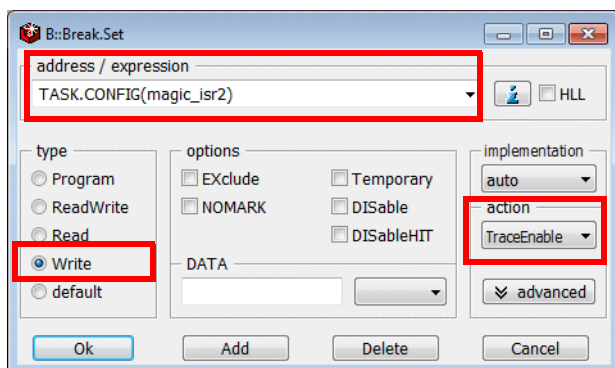 B::Break.Set
address / expression
TASK.CONFIG(magic_isr2)
i
HLL
type
Program
ReadWrite
Read
Write
default
options
EXclude
Temporary
NOMARK
DISable
DISableHIT
DATA
implementation
auto
action
TraceEnable
advanced
Ok
Add
Delete
Cancel